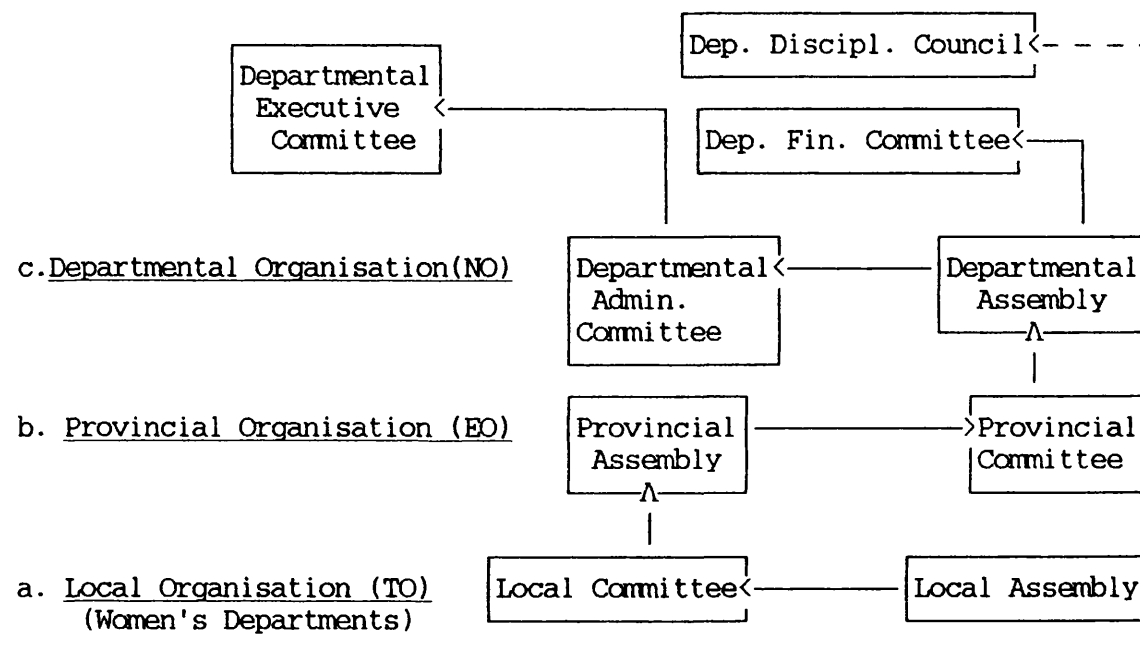 Dep. Discipl. Council
Departmental
Executive
Committee
Dep. Fin. Committee
c.Departmental Organisation(NO)
Departmental
Admin.
Committee
Departmental
Assembly
b. Provincial Organisation (EO)
Provincial
Assembly
Provincial
Committee
a. Local Organisation (TO)
(Women's Departments)
Local Committee
Local Assembly